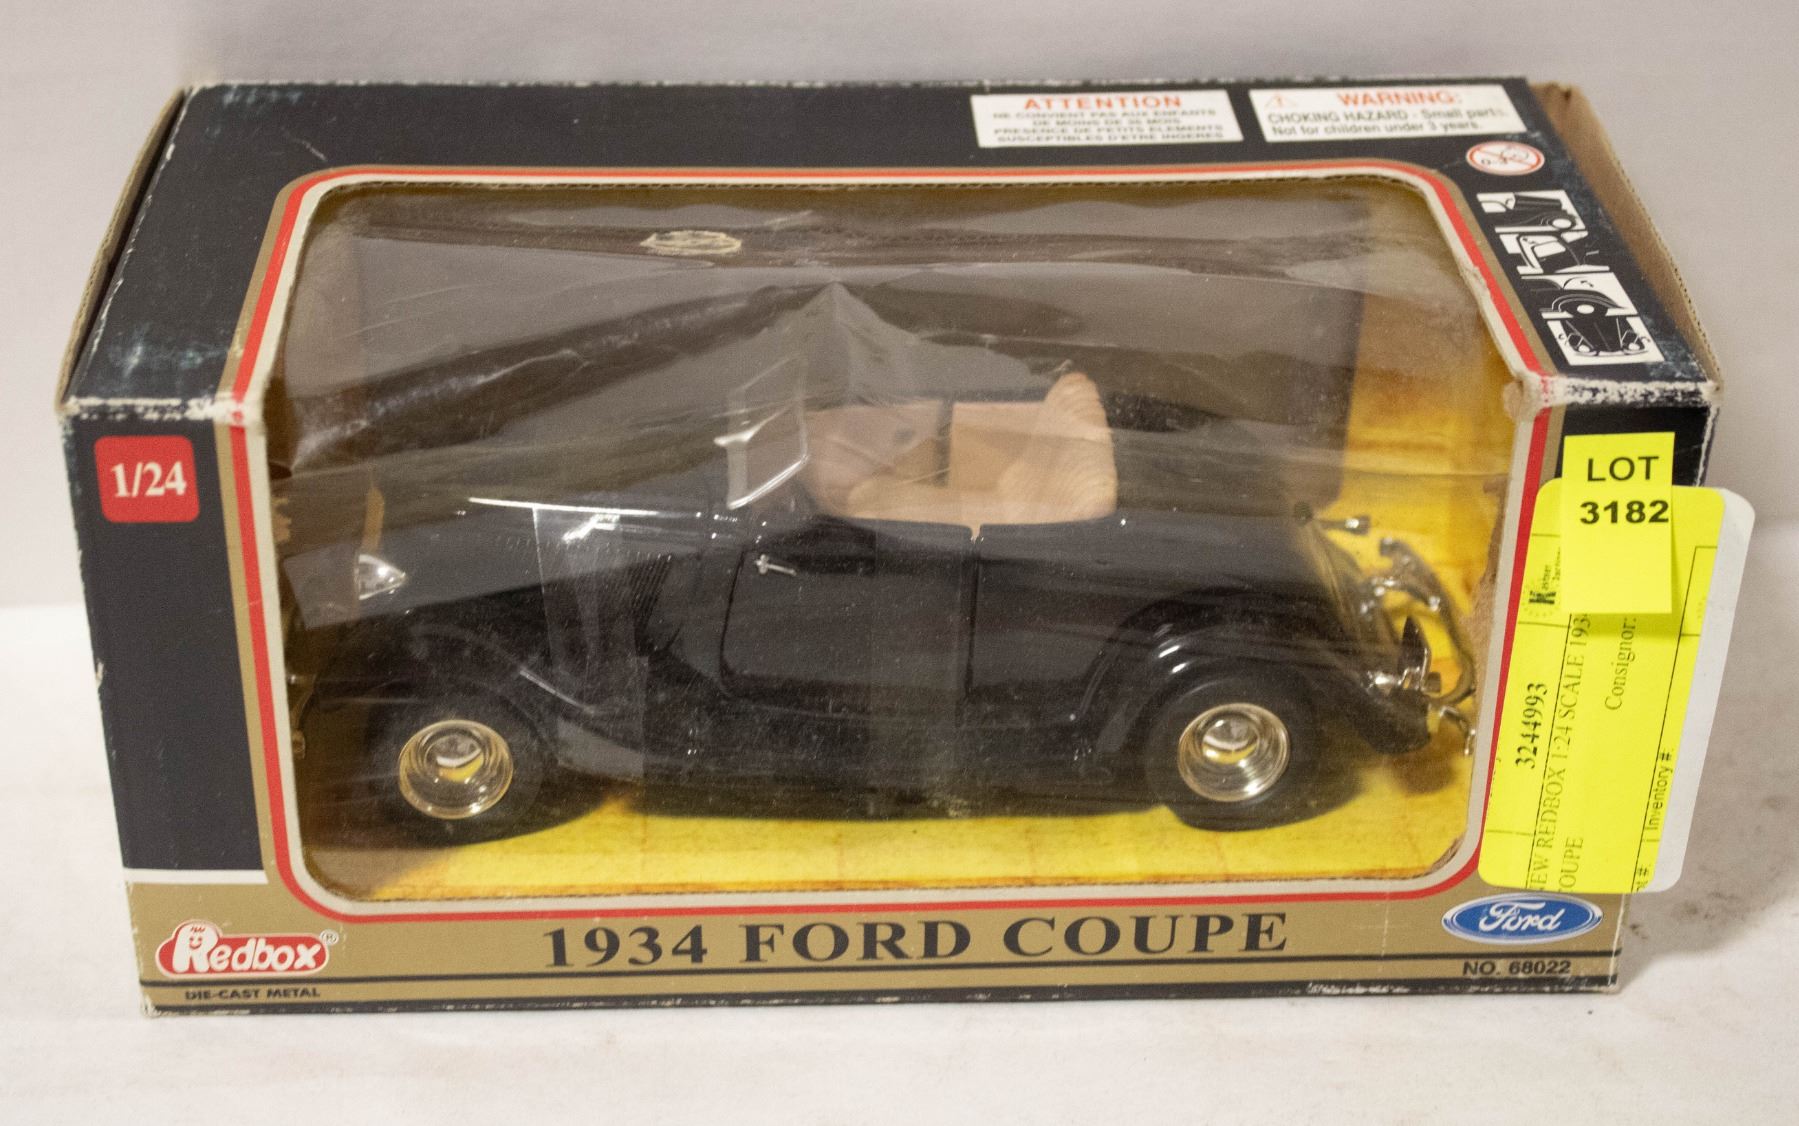 ATTENTION
NE CONVIENT PAS AUX ENFANTS
DE MOINS DE 36 MOIS
PRESENCE DE PETITS ELEMENTS
SUSCEPTIBLES D'ETRE INGERES
WARNING:
CHOKING HAZARD - Small parts.
Not for children under 3 years.
0-3
1/24
LOT
3182
3244993
NEW REDBOX 1:24 SCALE 193
COUPE
Consignor:
Inventory #:
Redbox®
DIE-CAST METAL
1934 FORD COUPE
Ford
NO. 68022